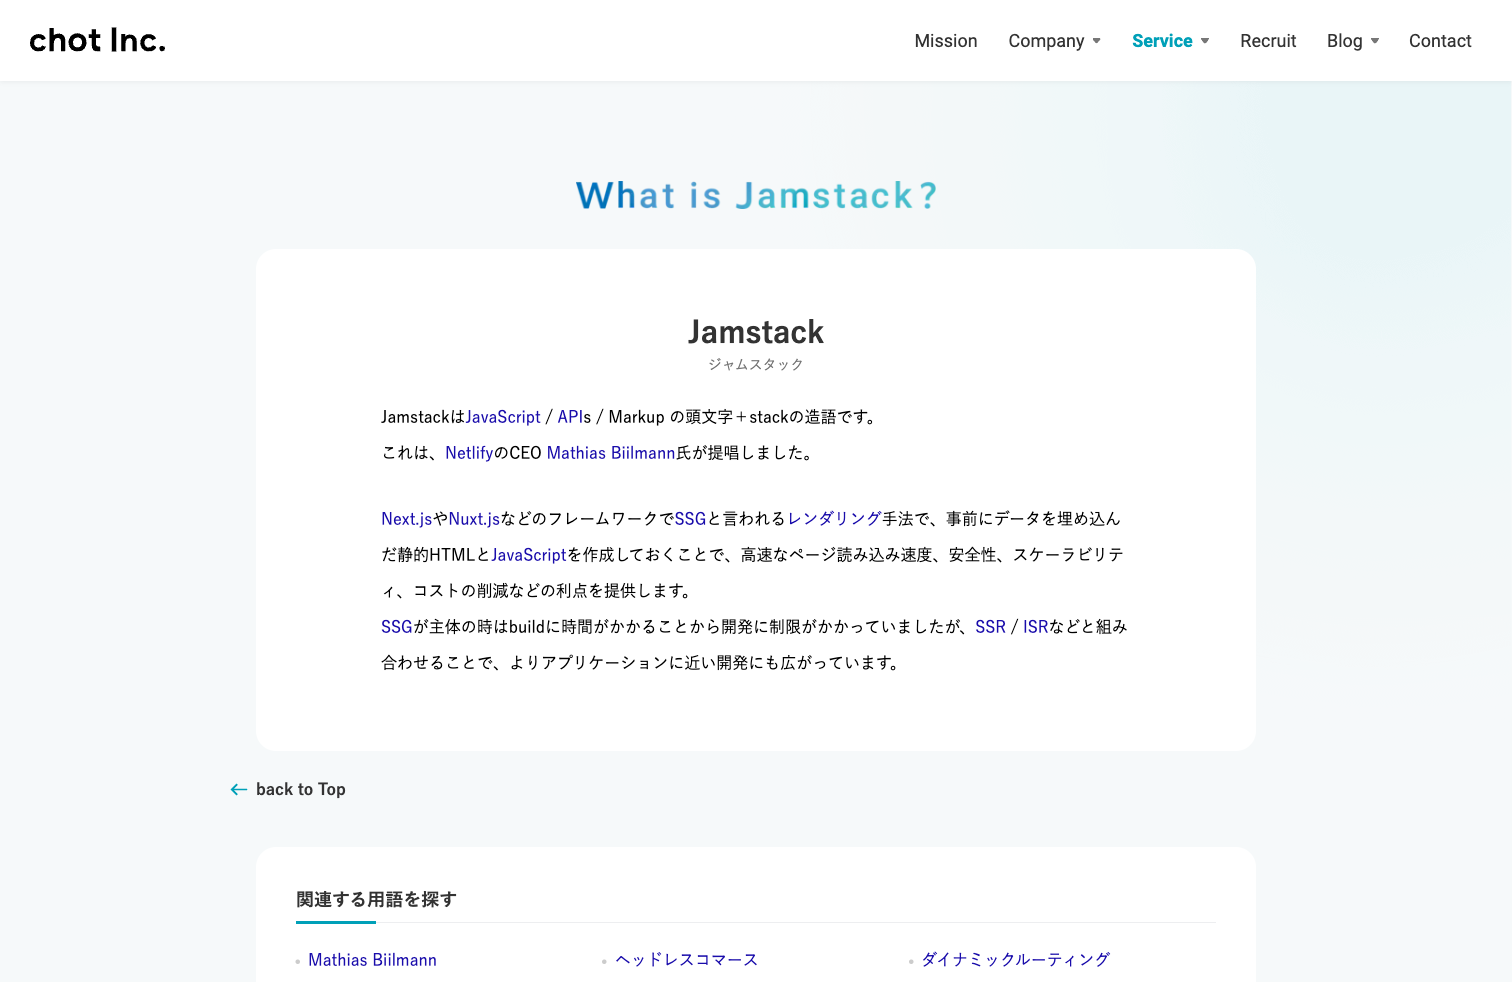 chot Inc.
Mission Company Service Recruit Blog Contact
What is Jamstack?
Jamstack
ジャムスタック
JamstackはJavaScript / APIs / Markup の頭文字＋stackの造語です。
これは、NetlifyのCEO Mathias Biilmann氏が提唱しました。
Next.jsやNuxt.jsなどのフレームワークでSSGと言われるレンダリング手法で、事前にデータを埋め込ん
だ静的HTMLとJavaScriptを作成しておくことで、高速なページ読み込み速度、安全性、スケーラビリテ
ィ、コストの削減などの利点を提供します。
SSGが主体の時はbuildに時間がかかることから開発に制限がかかっていましたが、SSR / ISRなどと組み
合わせることで、よりアプリケーションに近い開発にも広がっています。
back to Top
関連する用語を探す
Mathias Biilmann ヘッドレスコマース ダイナミックルーティング